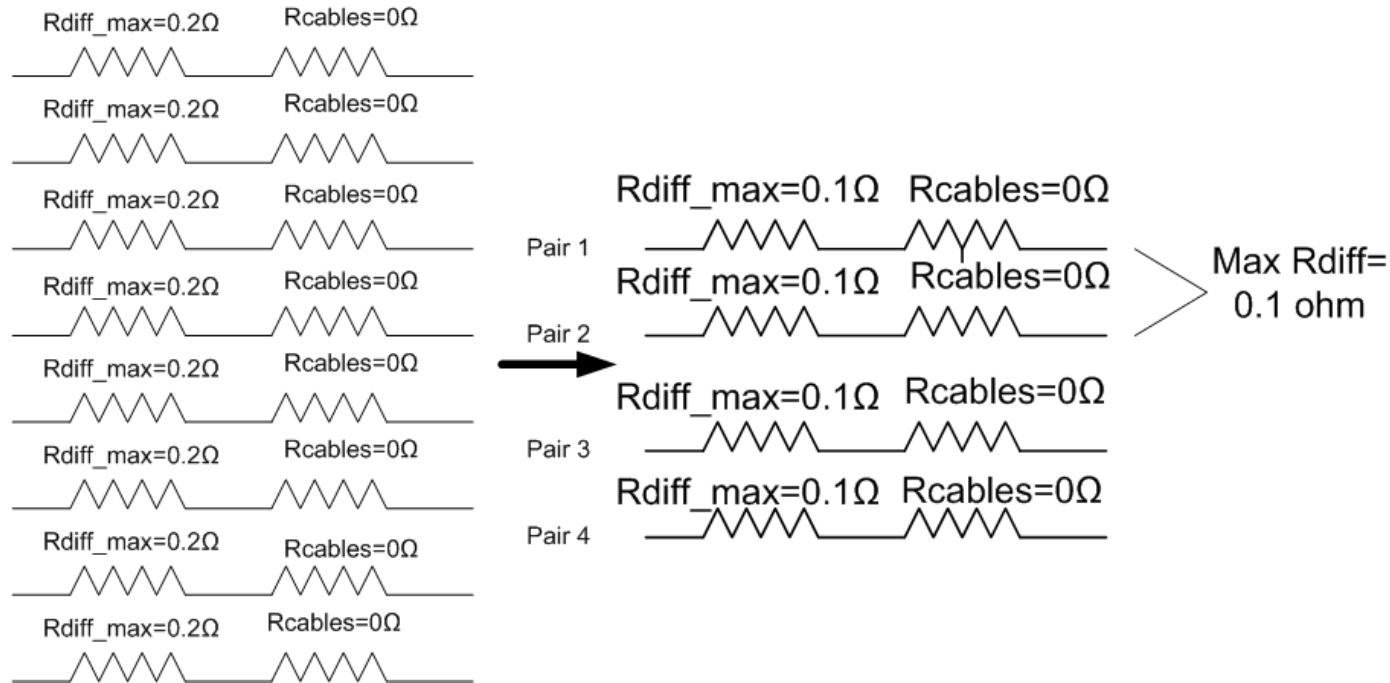 Rdiff_max=0.2Ω Rcables=0Ω
Rdiff_max=0.2Ω Rcables=0Ω
Rdiff_max=0.2Ω Rcables=0Ω
Rdiff_max=0.2Ω Rcables=0Ω
Rdiff_max=0.2Ω Rcables=0Ω
Rdiff_max=0.2Ω Rcables=0Ω
Rdiff_max=0.2Ω Rcables=0Ω
Rdiff_max=0.2Ω Rcables=0Ω
Rdiff_max=0.1Ω Rcables=0Ω
Pair 1
Rdiff_max=0.1Ω Rcables=0Ω
Pair 2
Rdiff_max=0.1Ω Rcables=0Ω
Pair 3
Rdiff_max=0.1Ω Rcables=0Ω
Pair 4
Max Rdiff=
0.1 ohm